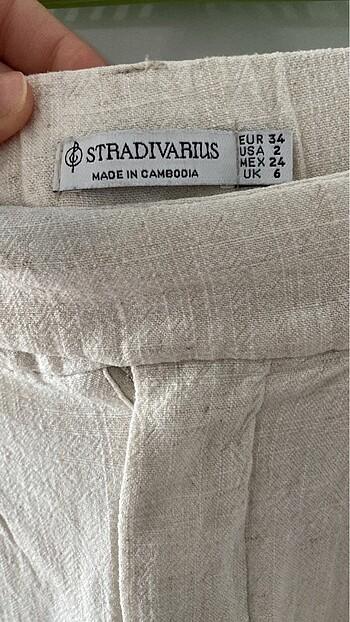 STRADIVARIUS
MADE IN CAMBODIA
EUR 34
USA 2
MEX 24
UK 6